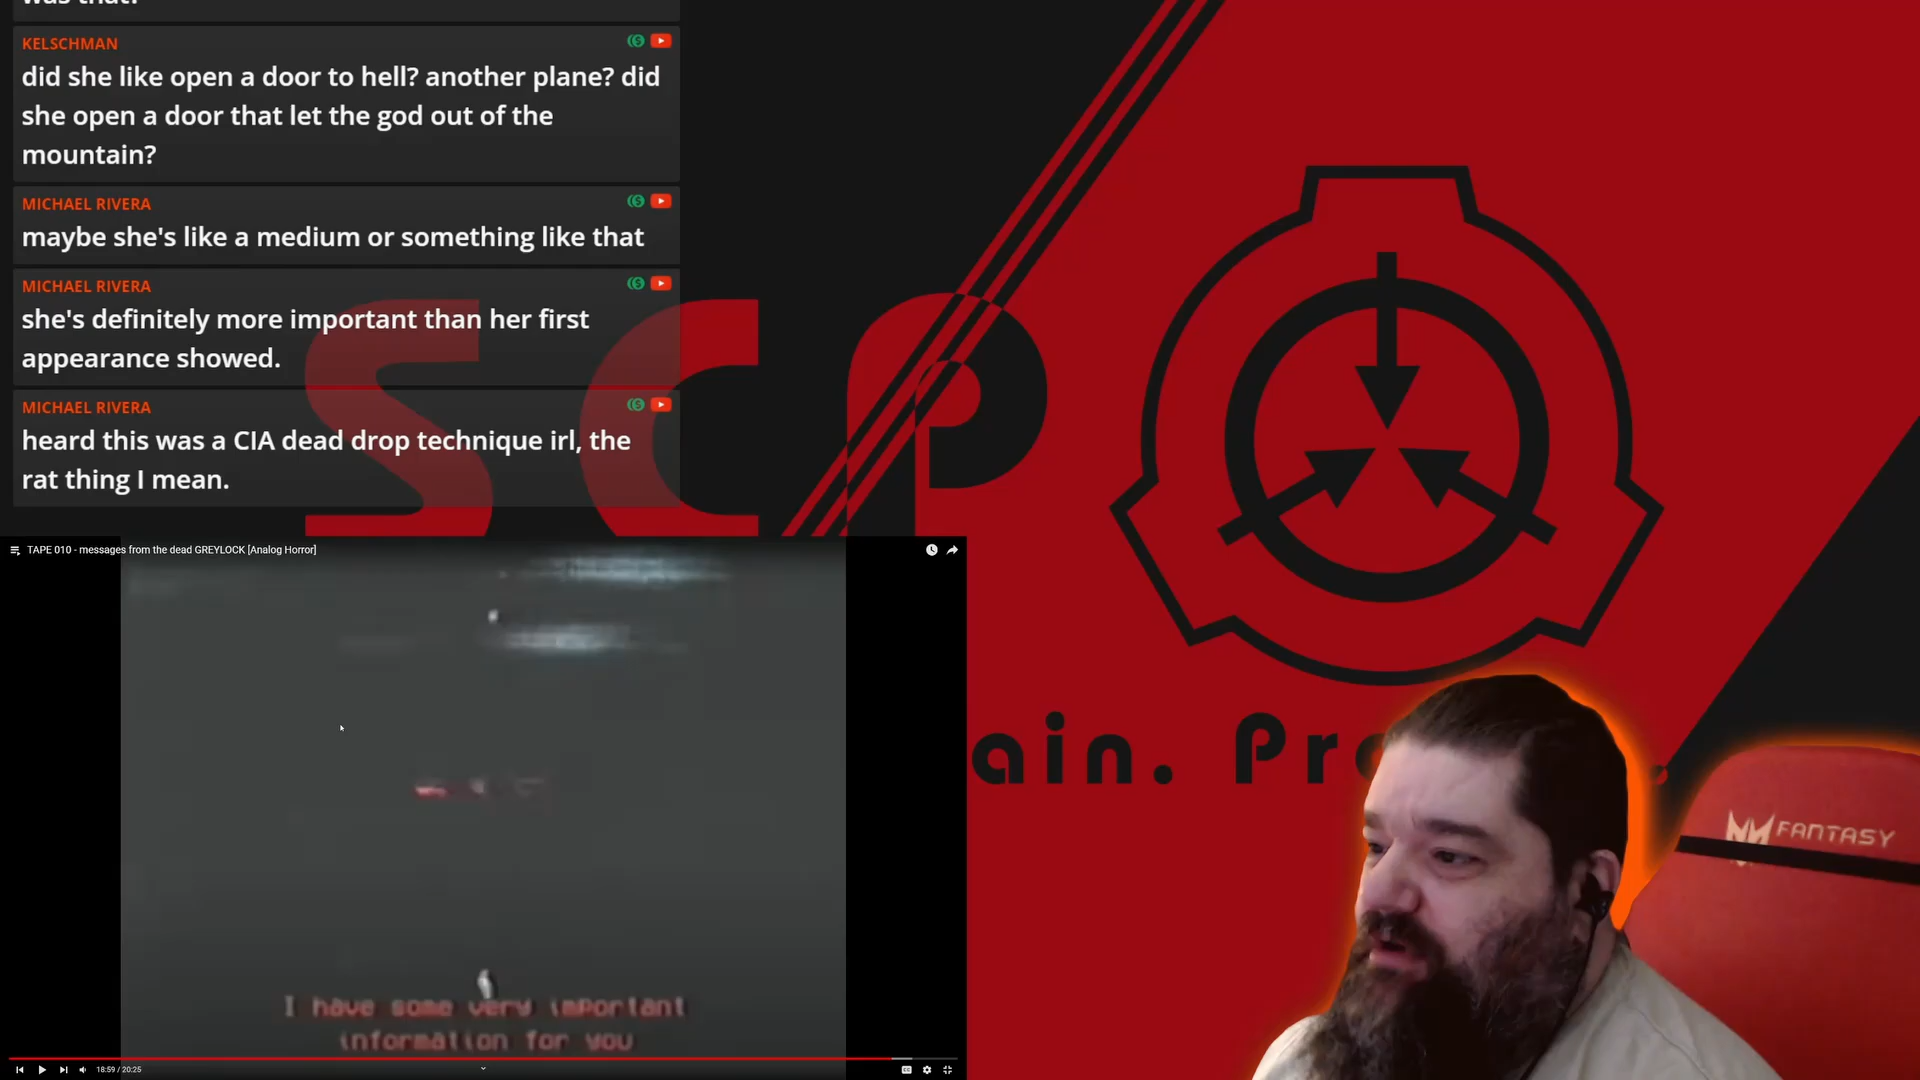 was that?
KELSCHMAN
did she like open a door to hell? another plane? did
she open a door that let the god out of the
mountain?
MICHAEL RIVERA
maybe she's like a medium or something like that
MICHAEL RIVERA
she's definitely more important than her first
appearance showed.
MICHAEL RIVERA
heard this was a CIA dead drop technique irl, the
rat thing I mean.
SCP
TAPE 010 - messages from the dead GREYLOCK [Analog Horror]
ain. Pro
FANTASY
I have some very important
information for you
18:59 / 20:25